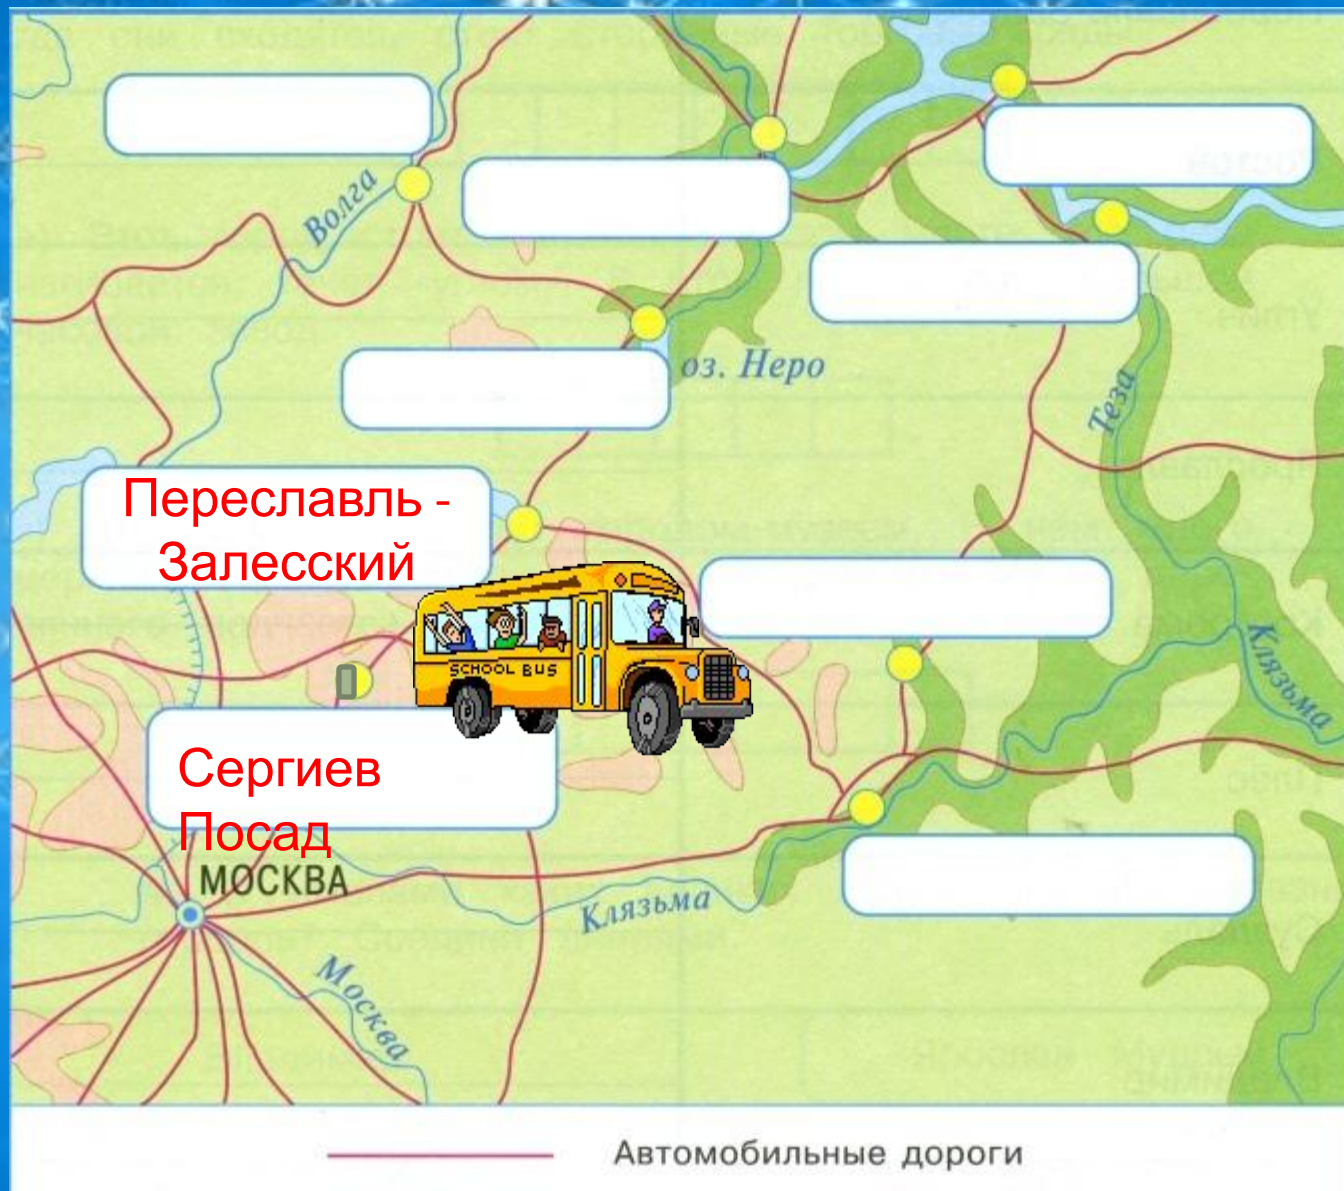 Волга
оз. Неро
Теза
Переславль -
Залесский
SCHOOL BUS
Клязьма
Сергиев
Посад
МОСКВА
Клязьма
Москва
Автомобильные дороги